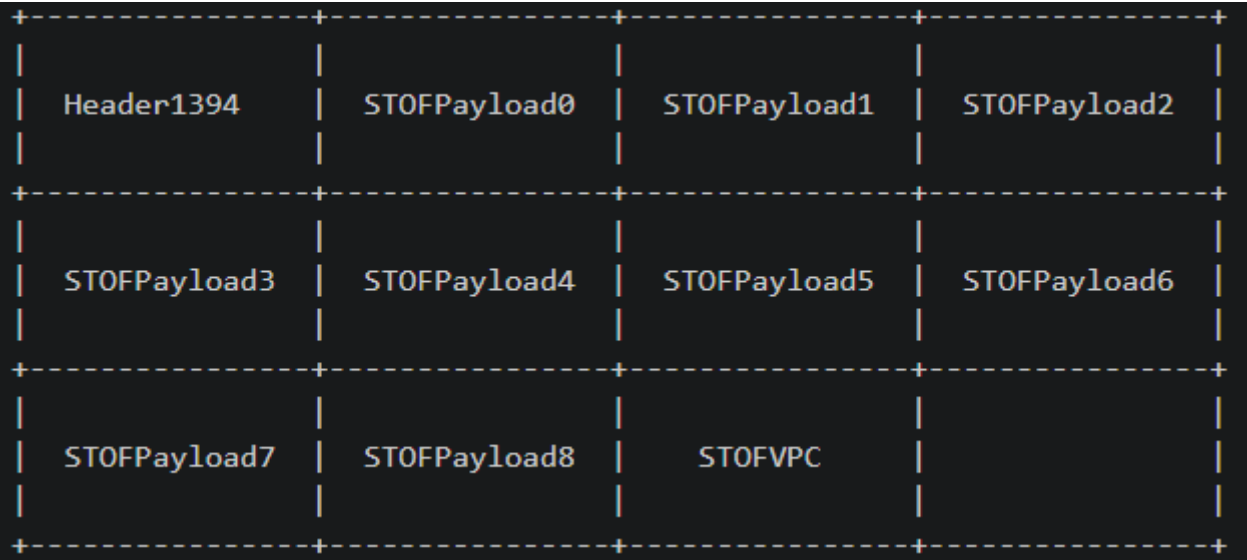 Header1394 STOFPayload0 STOFPayload1 STOFPayload2
STOFPayload3 STOFPayload4 STOFPayload5 STOFPayload6
STOFPayload7 STOFPayload8 STOFVPC